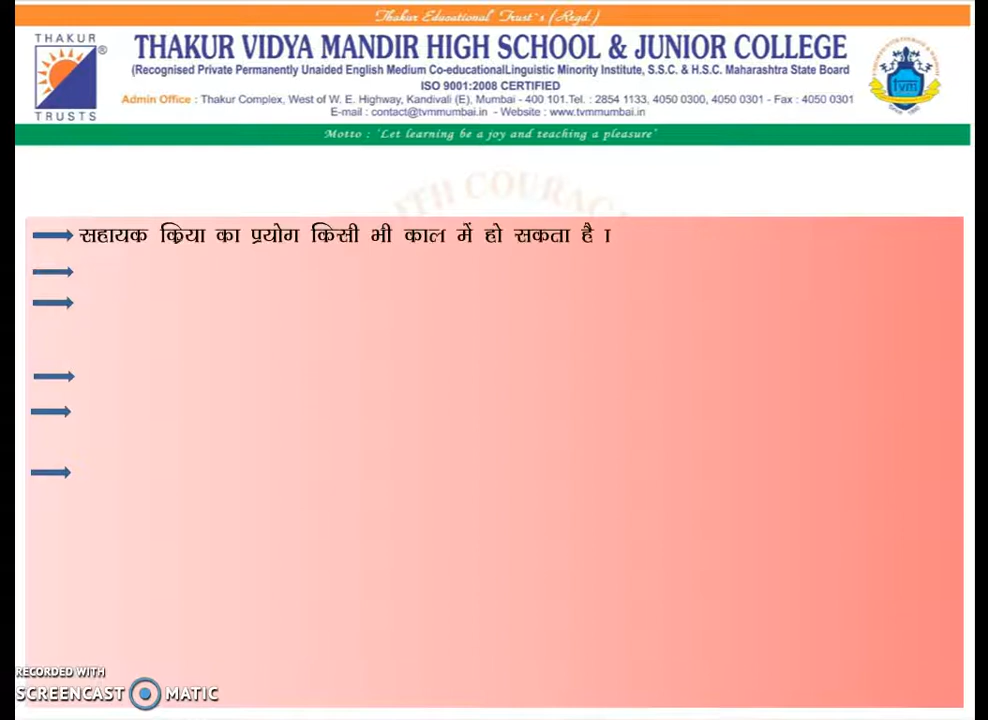 Thakur Educational Trust`s (Regd.)
THAKUR
®
TRUSTS
THAKUR VIDYA MANDIR HIGH SCHOOL & JUNIOR COLLEGE
(Recognised Private Permanently Unaided English Medium Co-educationalLinguistic Minority Institute, S.S.C. & H.S.C. Maharashtra State Board
ISO 9001:2008 CERTIFIED
Admin Office : Thakur Complex, West of W. E. Highway, Kandivali (E), Mumbai - 400 101.Tel. : 2854 1133, 4050 0300, 4050 0301 - Fax : 4050 0301
E-mail : contact@tvmmumbai.in - Website : www.tvmmumbai.in
tvm
Motto : "Let learning be a joy and teaching a pleasure"
COURAG
सहायक क्रिया का प्रयोग किसी भी काल में हो सकता है ।
RECORDED WITH
SCREENCAST MATIC